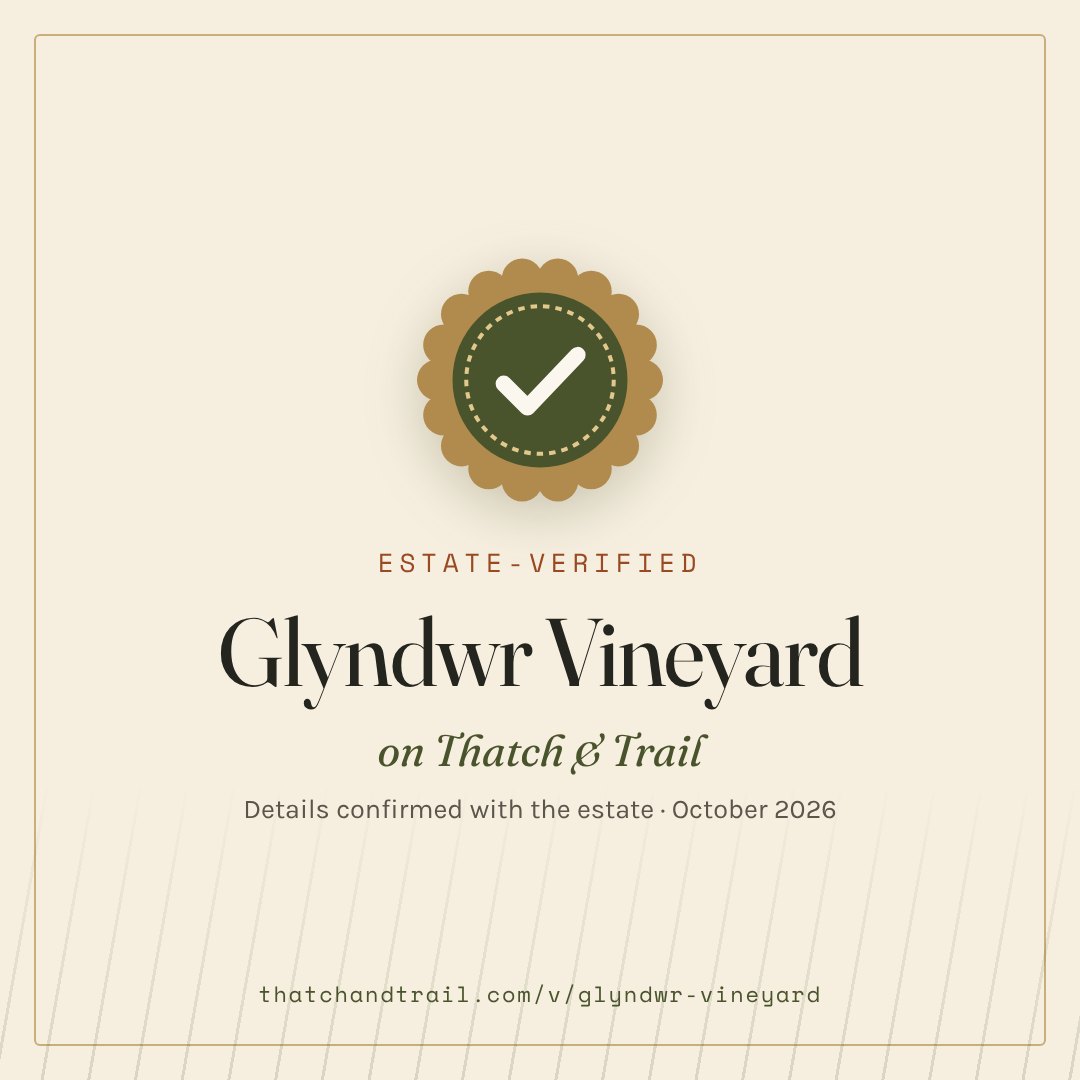 ESTATE-VERIFIED
Glyndwr Vineyard
on Thatch & Trail
Details confirmed with the estate · October 2026
thatchandtrail.com/v/glyndwr-vineyard